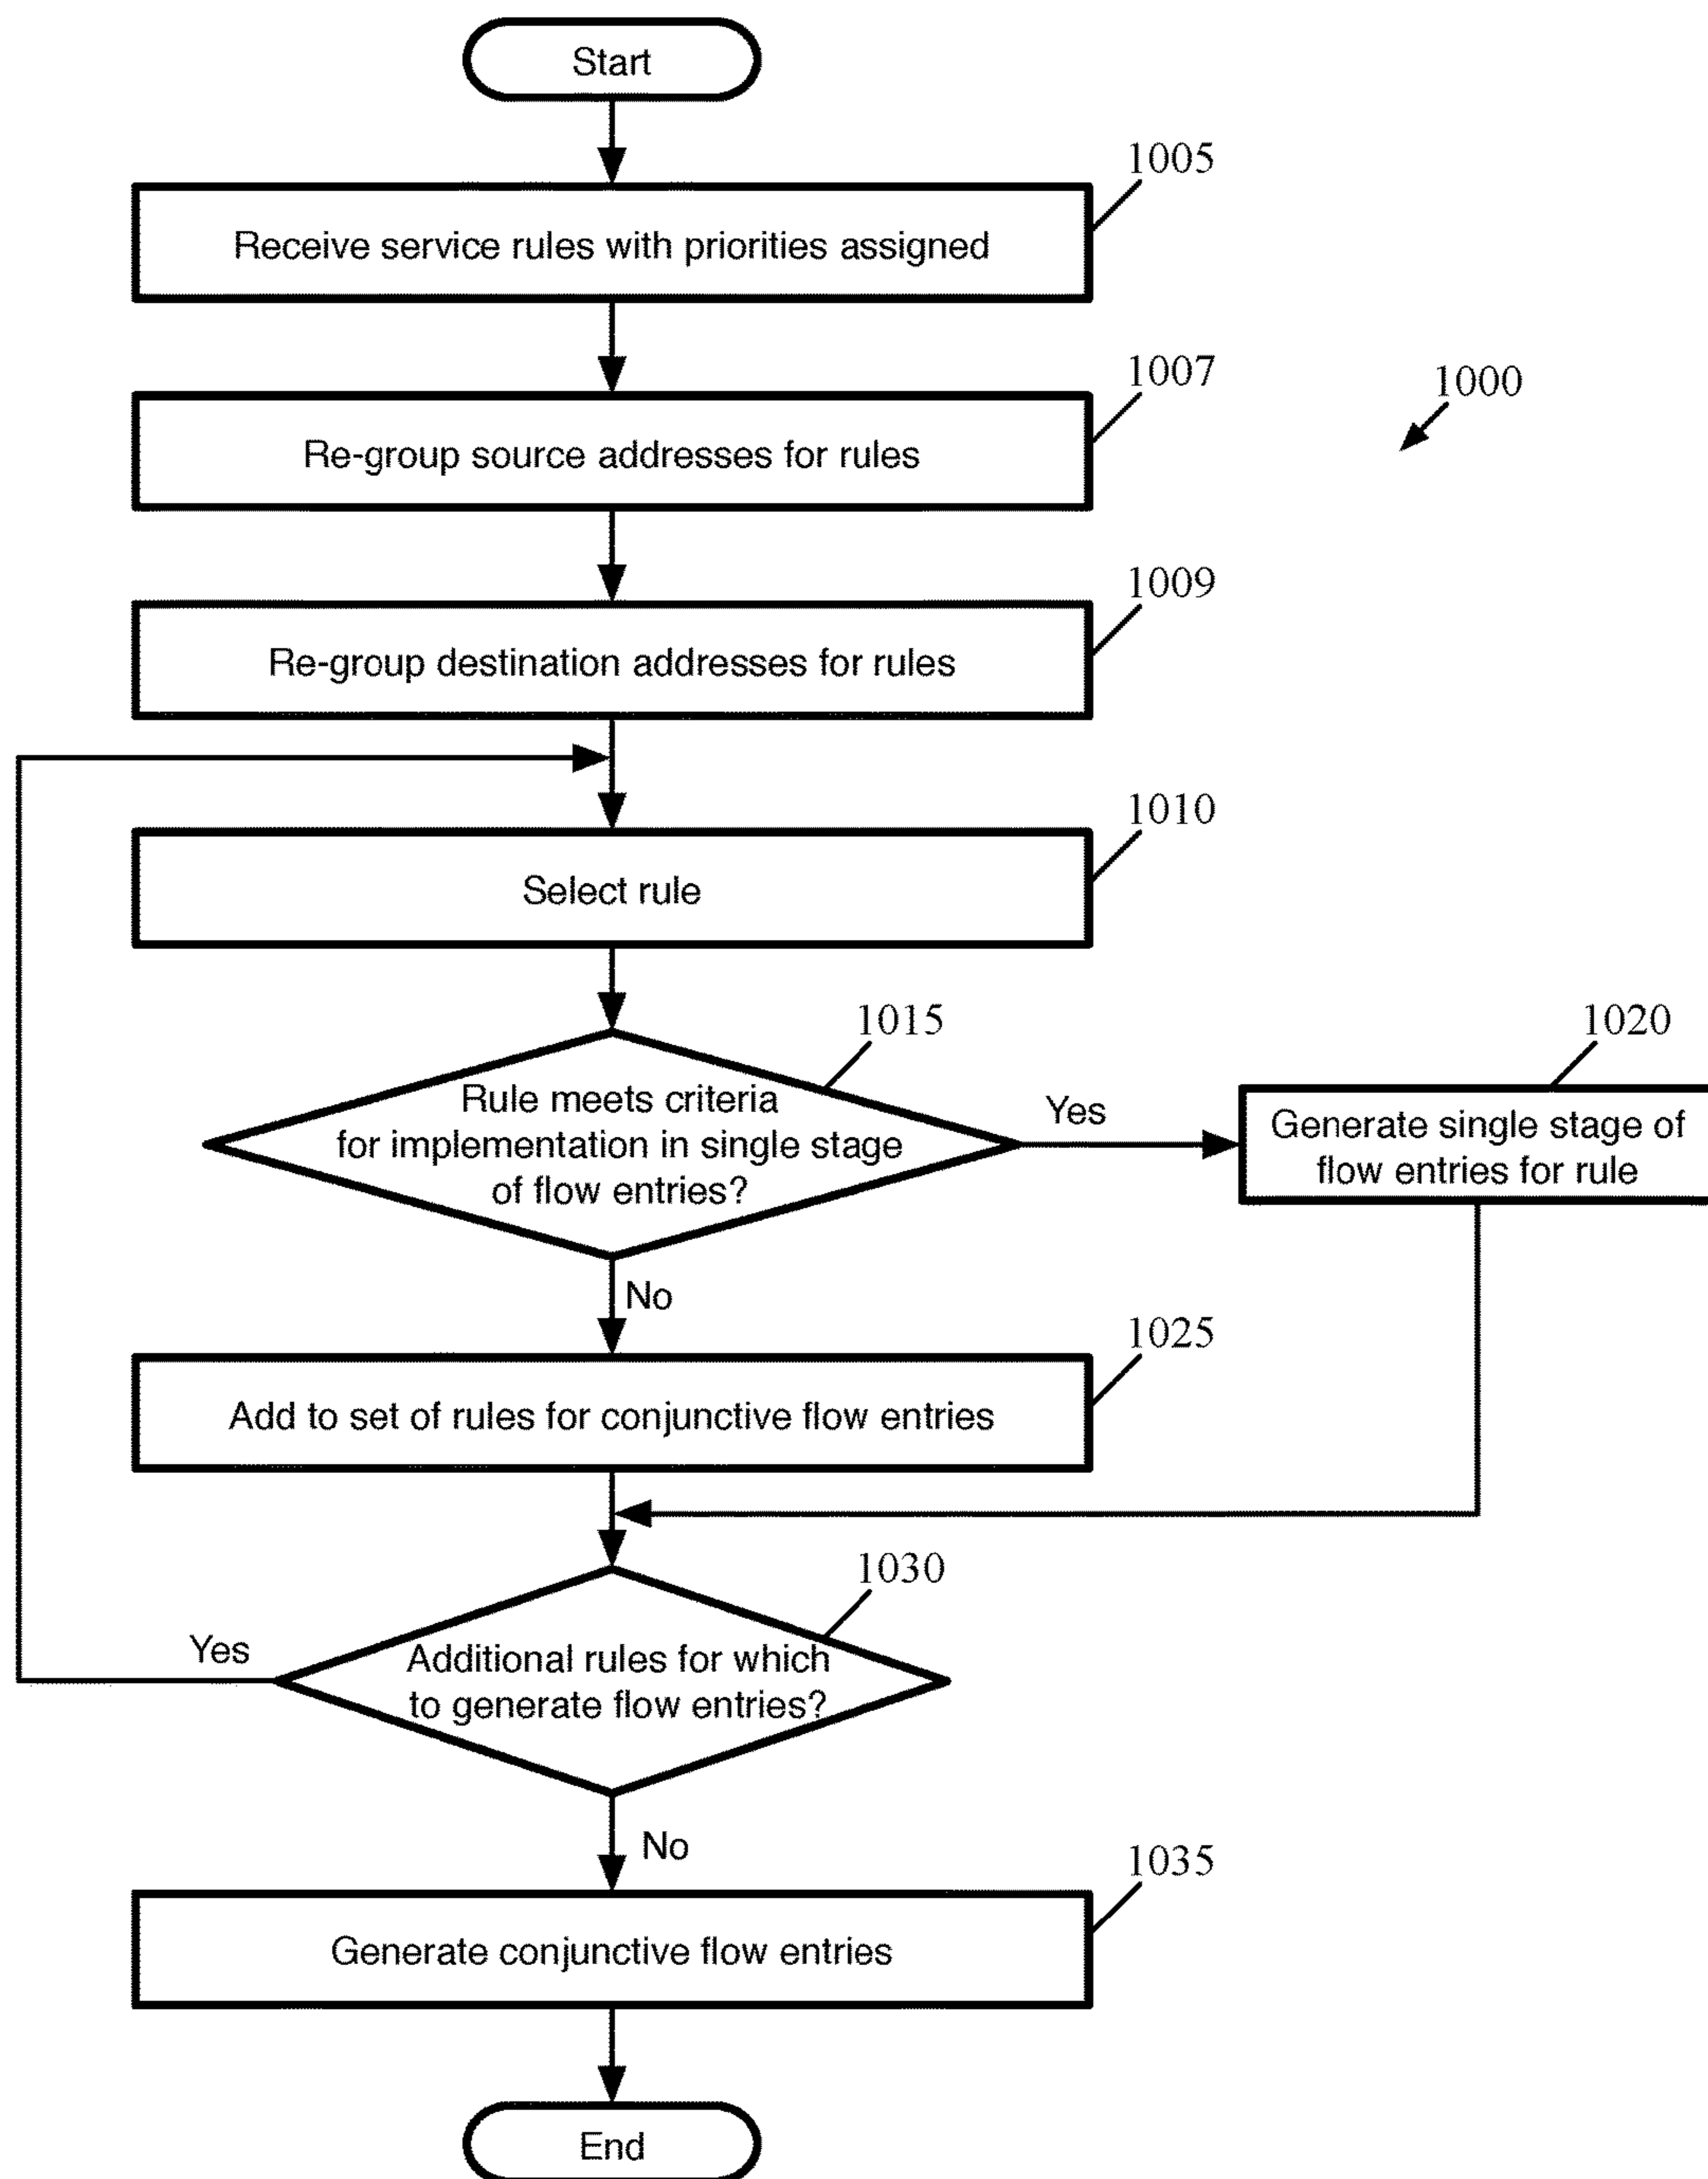 Start
1005
Receive service rules with priorities assigned
1007
1000
Re-group source addresses for rules
1009
Re-group destination addresses for rules
1010
Select rule
1015
1020
Rule meets criteria
for implementation in single stage
of flow entries?
Yes
Generate single stage of
flow entries for rule
No
1025
Add to set of rules for conjunctive flow entries
1030
Yes
Additional rules for which
to generate flow entries?
No
1035
Generate conjunctive flow entries
End